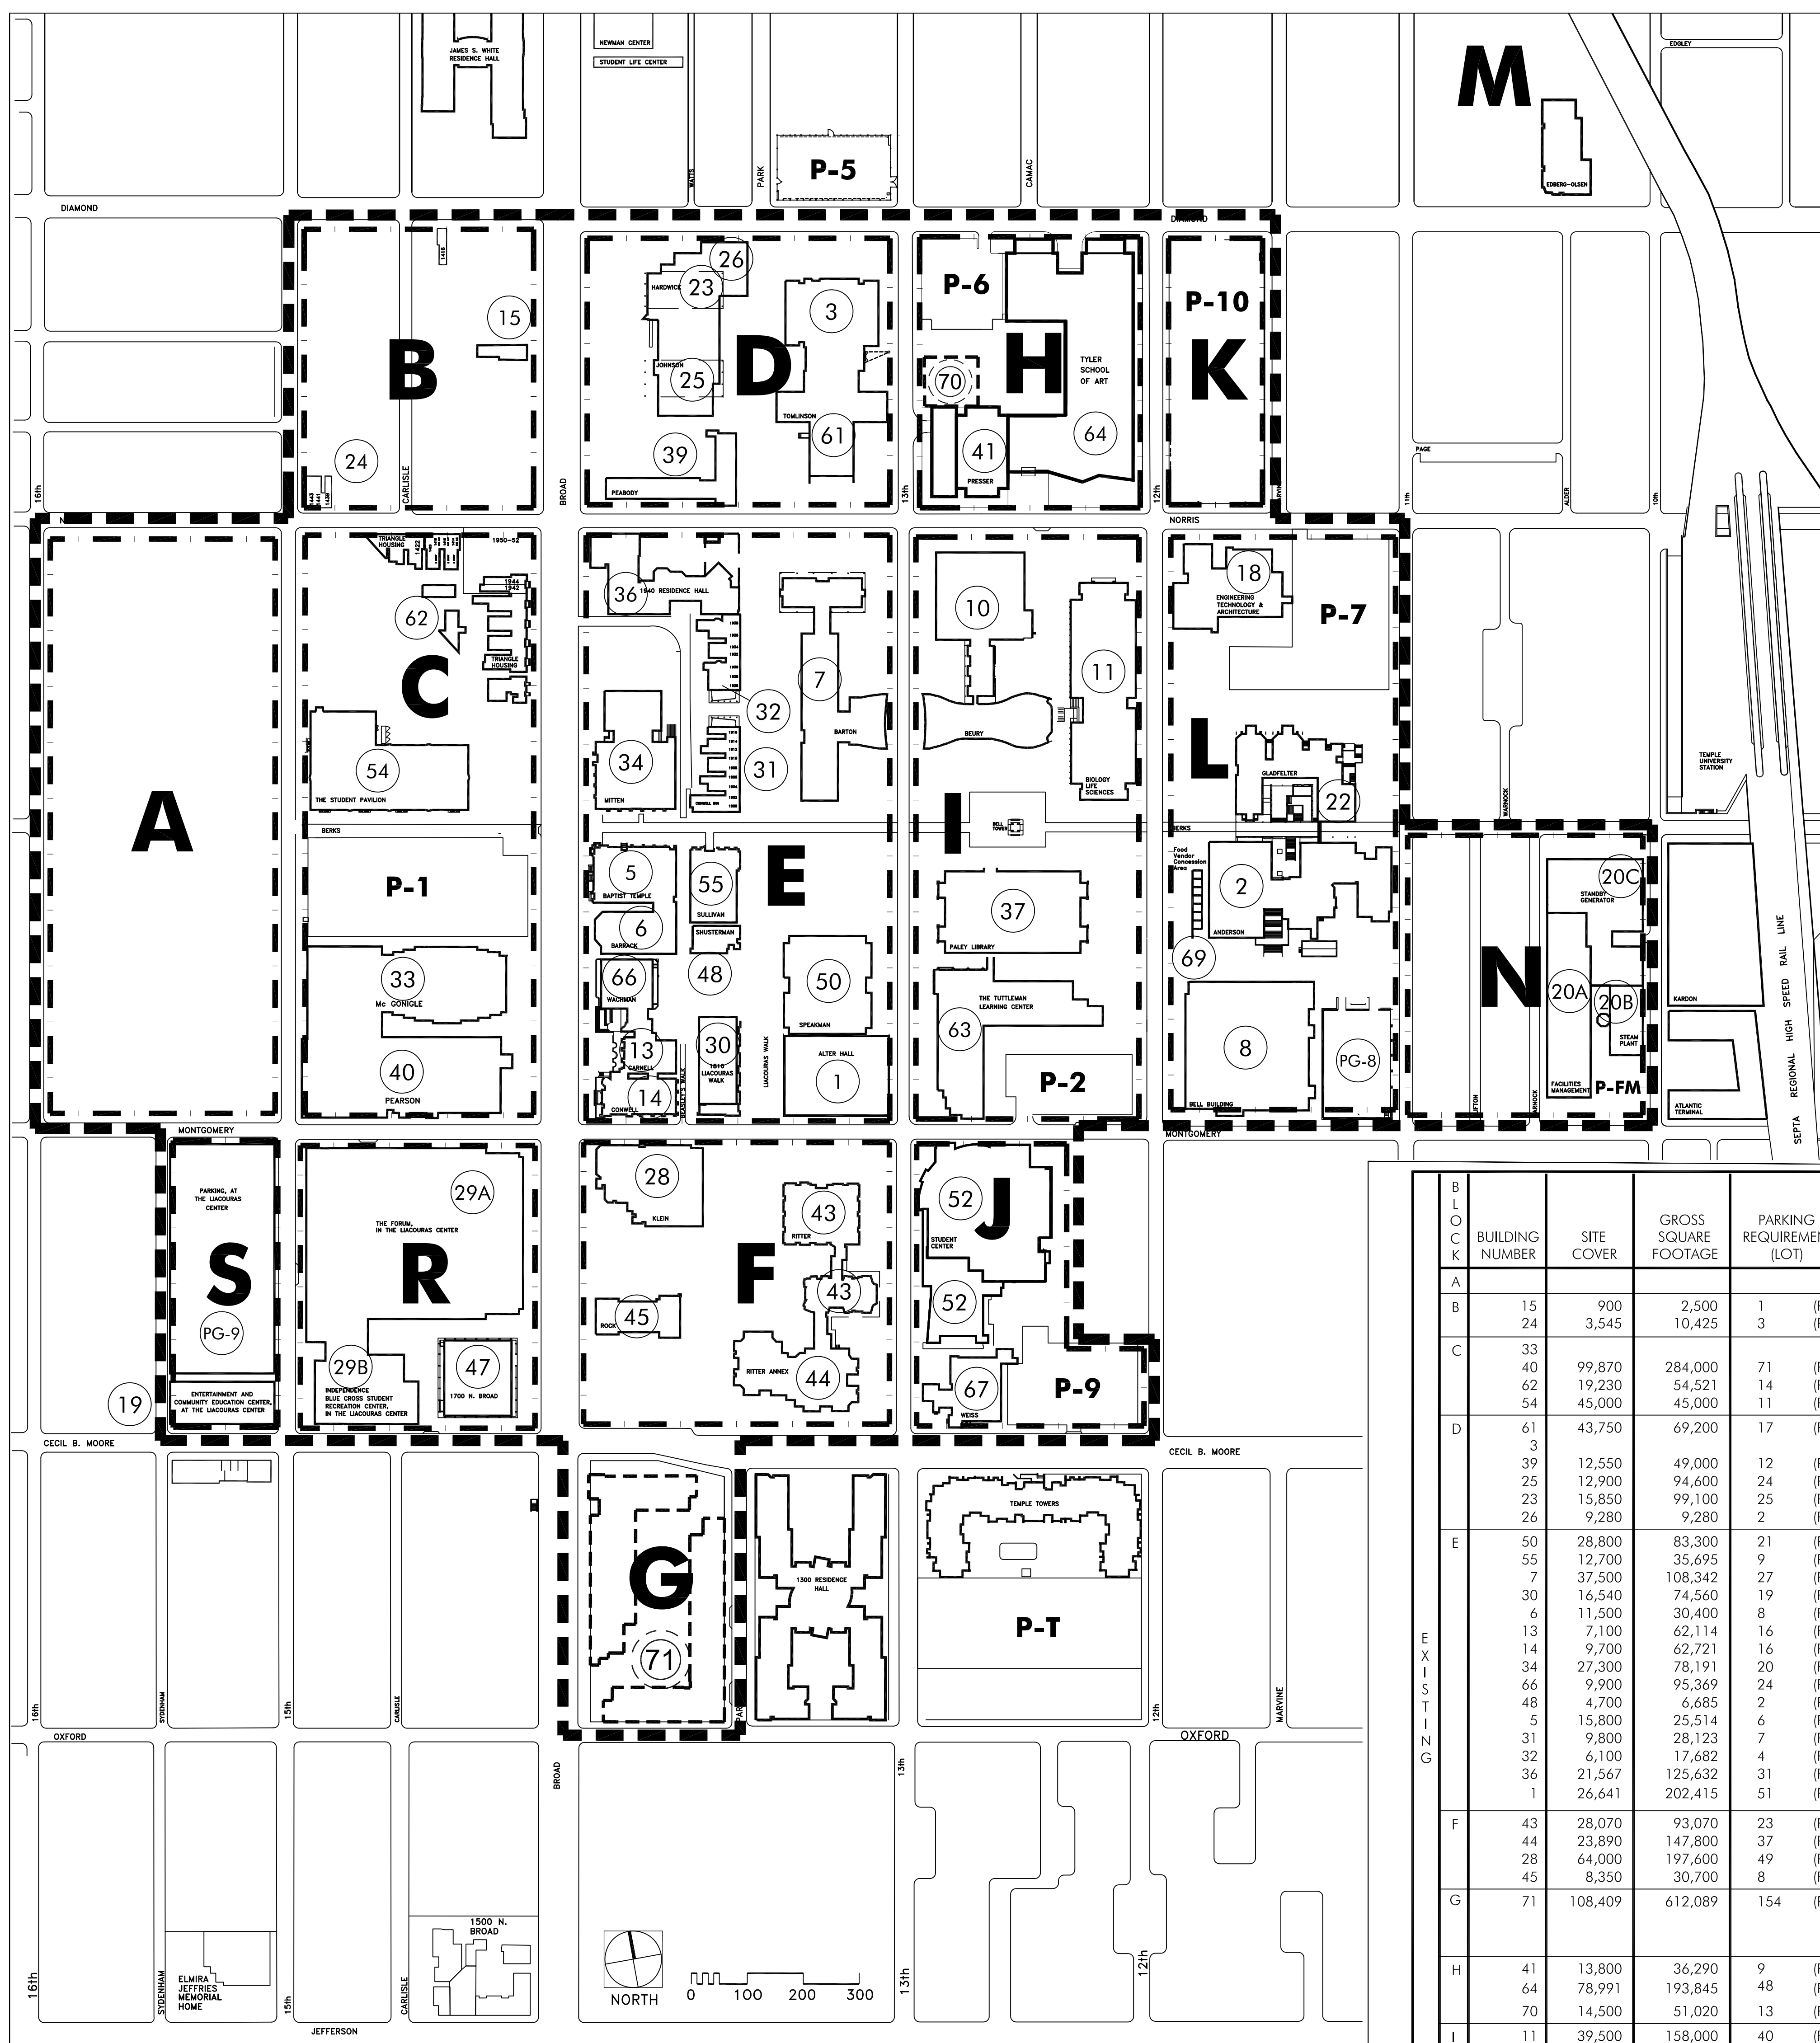 JAMES S. WHITE
RESIDENCE HALL
NEWMAN CENTER
STUDENT LIFE CENTER
WATTS
PARK
P-5
CAMAC
M
EDGLEY
EDBERG-OLSEN
DIAMOND
DIAMOND
B
1416
15
24
1443
1441
1439
CARLISLE
16th
BROAD
HARDWICK
26
23
3
D
JOHNSON
25
TOMLINSON
61
39
PEABODY
13th
P-6
H
70
TYLER
SCHOOL
OF ART
41
PRESSER
64
12th
P-10
K
PAGE
11th
ALDER
10th
NORRIS
A
TRIANGLE
HOUSING
1422
1950-52
1944
1942
62
TRIANGLE
HOUSING
C
54
THE STUDENT PAVILION
BERKS
P-1
33
Mc GONIGLE
40
PEARSON
36
1940 RESIDENCE HALL
7
32
34
MITTEN
31
BARTON
5
BAPTIST TEMPLE
55
SULLIVAN
E
6
BARRACK
SHUSTERMAN
48
66
WACHMAN
50
SPEAKMAN
13
CARNELL
30
1810
LIACOURAS
WALK
LIACOURAS WALK
ALTER HALL
1
14
CONWELL
BEASLEY'S WALK
10
11
BEURY
BIOLOGY
LIFE
SCIENCES
I
BELL
TOWER
37
PALEY LIBRARY
THE TUTTLEMAN
LEARNING CENTER
63
P-2
18
ENGINEERING
TECHNOLOGY &
ARCHITECTURE
P-7
L
GLADFELTER
22
BERKS
Food
Vendor
Concession
Area
2
ANDERSON
69
8
BELL BUILDING
PG-8
WARNOCK
TEMPLE
UNIVERSITY
STATION
20C
STANDBY
GENERATOR
N
20A
20B
STEAM
PLANT
FACILITIES
MANAGEMENT
P-FM
KARDON
ATLANTIC
TERMINAL
SEPTA REGIONAL HIGH SPEED RAIL LINE
MONTGOMERY
MONTGOMERY
PARKING, AT
THE LIACOURAS
CENTER
S
PG-9
19
ENTERTAINMENT AND
COMMUNITY EDUCATION CENTER,
AT THE LIACOURAS CENTER
29A
THE FORUM,
IN THE LIACOURAS CENTER
R
29B
INDEPENDENCE
BLUE CROSS STUDENT
RECREATION CENTER,
IN THE LIACOURAS CENTER
47
1700 N. BROAD
28
KLEIN
43
RITTER
F
43
45
ROCK
RITTER ANNEX
44
52
J
STUDENT
CENTER
52
67
WEISS
P-9
CECIL B. MOORE
CECIL B. MOORE
G
71
1300 RESIDENCE
HALL
TEMPLE TOWERS
P-T
16th
SYDENHAM
15th
CARLISLE
12th
MARVINE
OXFORD
OXFORD
BROAD
13th
1500 N.
BROAD
ELMIRA
JEFFRIES
MEMORIAL
HOME
16th
SYDENHAM
15th
CARLISLE
JEFFERSON
NORTH
0 100 200 300
13th
12th
BLOCK
BUILDING
NUMBER
SITE
COVER
GROSS
SQUARE
FOOTAGE
PARKING
(LOT)
EXISTING
A
B 15 900 2,500 1
24 3,545 10,425 3
C 33
40 99,870 284,000 71
62 19,230 54,521 14
54 45,000 45,000 11
D 61 43,750 69,200 17
3
39 12,550 49,000 12
25 12,900 94,600 24
23 15,850 99,100 25
26 9,280 9,280 2
E 50 28,800 83,300 21
55 12,700 35,695 9
7 37,500 108,342 27
30 16,540 74,560 19
6 11,500 30,400 8
13 7,100 62,114 16
14 9,700 62,721 16
34 27,300 78,191 20
66 9,900 95,369 24
48 4,700 6,685 2
5 15,800 25,514 6
31 9,800 28,123 7
32 6,100 17,682 4
36 21,567 125,632 31
1 26,641 202,415 51
F 43 28,070 93,070 23
44 23,890 147,800 37
28 64,000 197,600 49
45 8,350 30,700 8
G 71 108,409 612,089 154
H 41 13,800 36,290 9
64 78,991 193,845 48
70 14,500 51,020 13
I 11 39,500 158,000 40